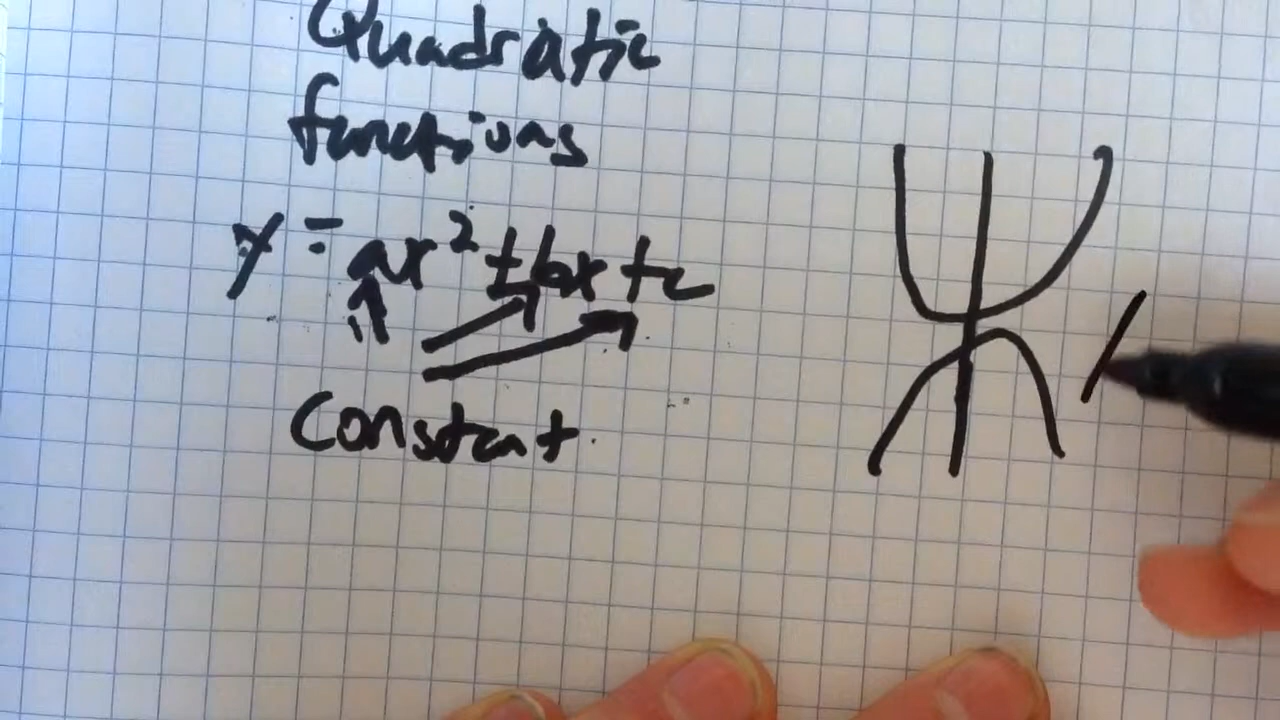 Quadratic
functions
y = ax² + bx + c
Constant.